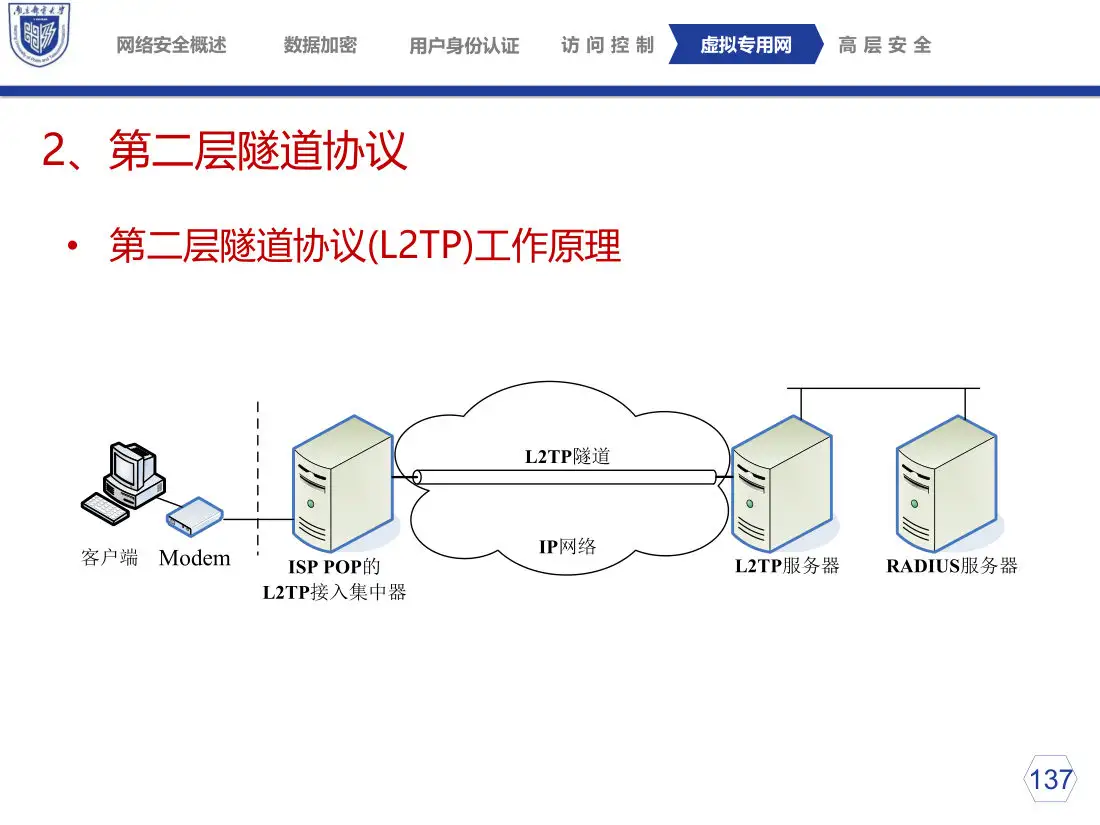 网络安全概述 数据加密 用户身份认证 访问控制 虚拟专用网 高层安全
2、第二层隧道协议
• 第二层隧道协议(L2TP)工作原理
L2TP隧道
IP网络
客户端
Modem
ISP POP的
L2TP接入集中器
L2TP服务器
RADIUS服务器
137